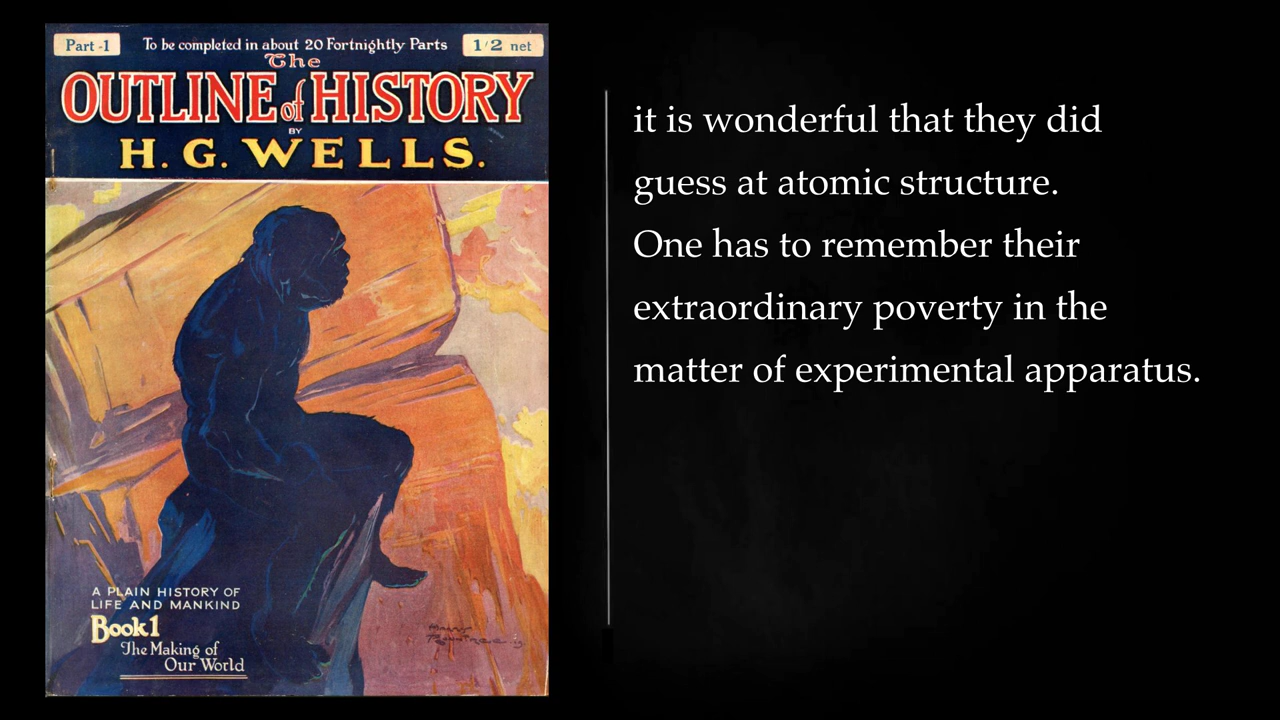 Part -1
To be completed in about 20 Fortnightly Parts
1/2 net
The
OUTLINE of HISTORY
BY
H. G. WELLS.
A PLAIN HISTORY OF
LIFE AND MANKIND
Book 1
The Making of
Our World
it is wonderful that they did
guess at atomic structure.
One has to remember their
extraordinary poverty in the
matter of experimental apparatus.